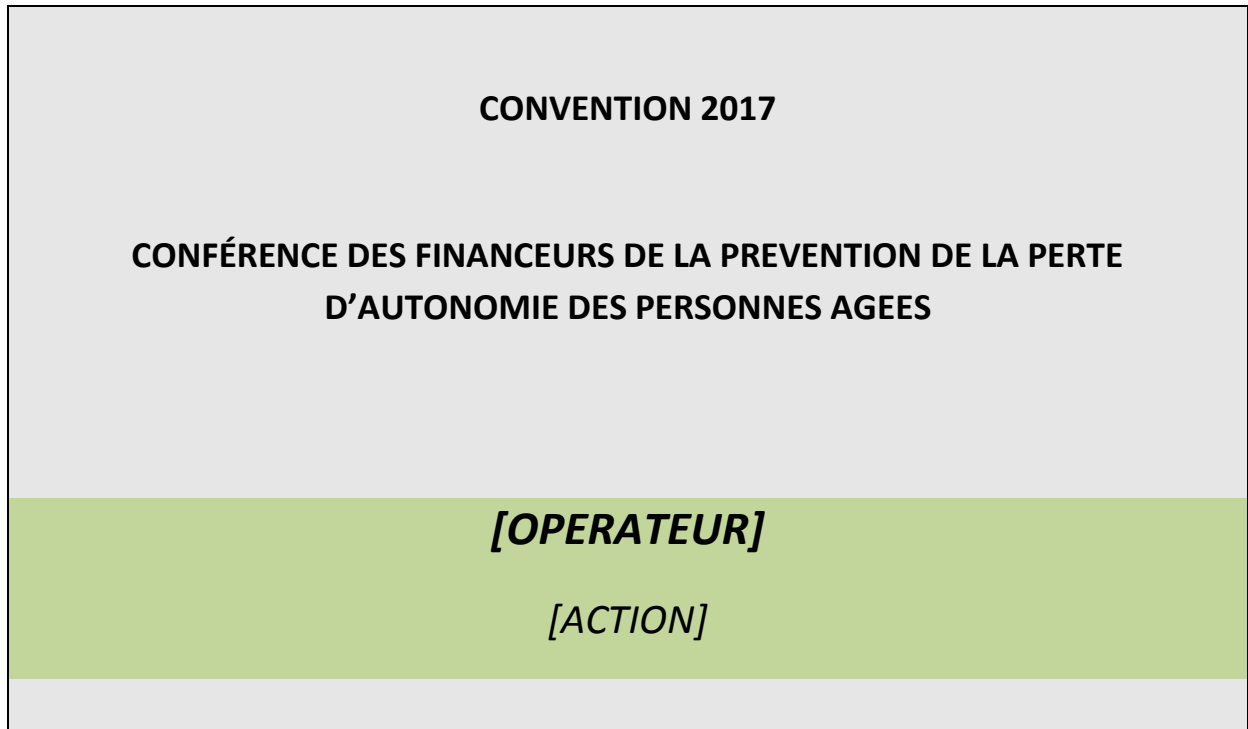 CONVENTION 2017
CONFÉRENCE DES FINANCEURS DE LA PREVENTION DE LA PERTE
D’AUTONOMIE DES PERSONNES AGEES
[OPERATEUR]
[ACTION]